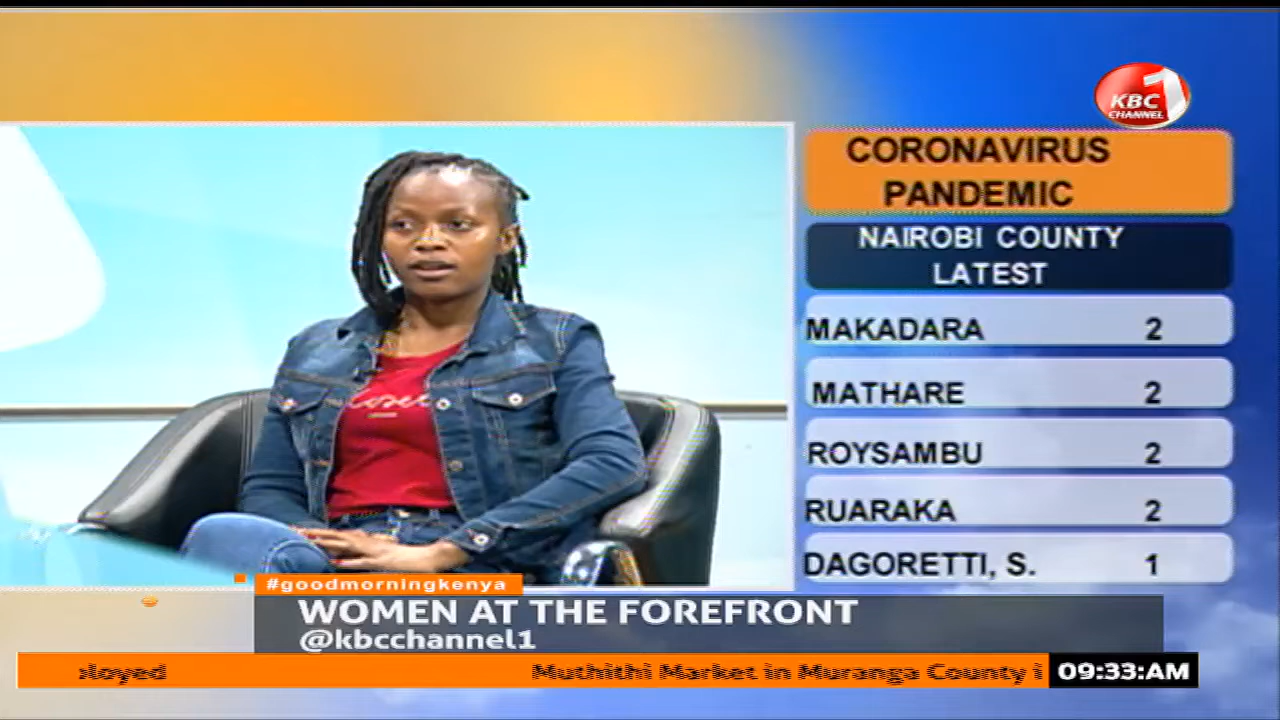 KBC 1
CHANNEL
CORONAVIRUS
PANDEMIC
NAIROBI COUNTY
LATEST
MAKADARA 2
MATHARE 2
ROYSAMBU 2
RUARAKA 2
DAGORETTI, S. 1
#goodmorningkenya
WOMEN AT THE FOREFRONT
@kbcchannel1
loyed Muthithi Market in Muranga County i 09:33:AM